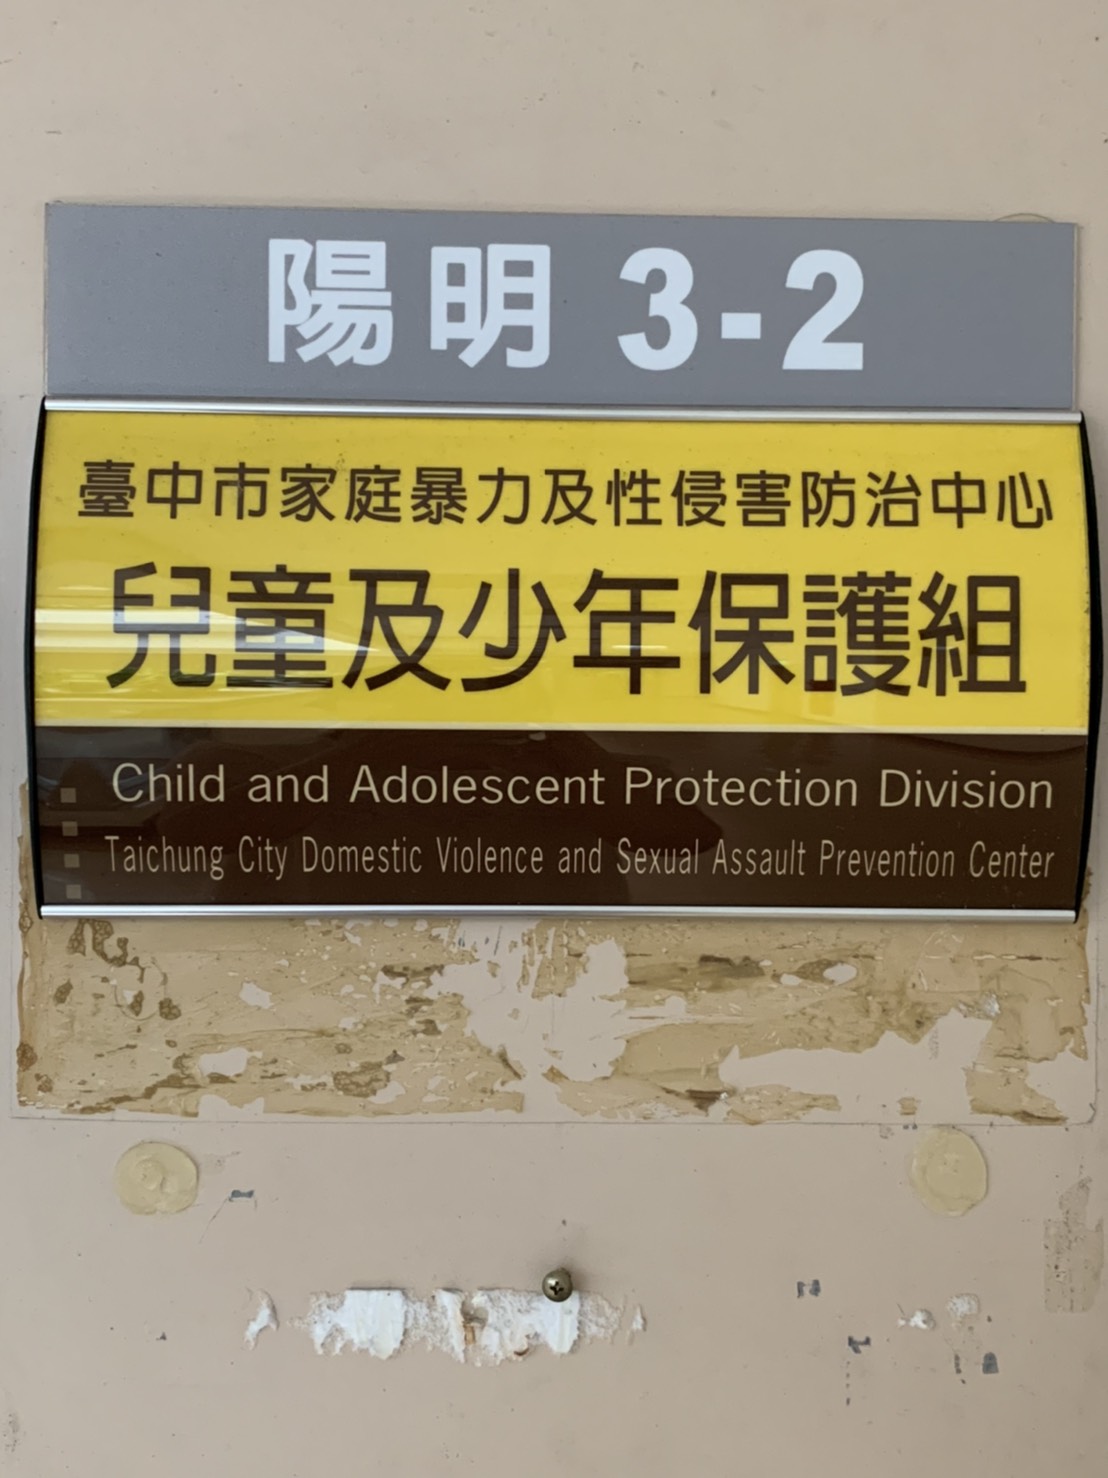 陽明 3-2
臺中市家庭暴力及性侵害防治中心
兒童及少年保護組
Child and Adolescent Protection Division
Taichung City Domestic Violence and Sexual Assault Prevention Center